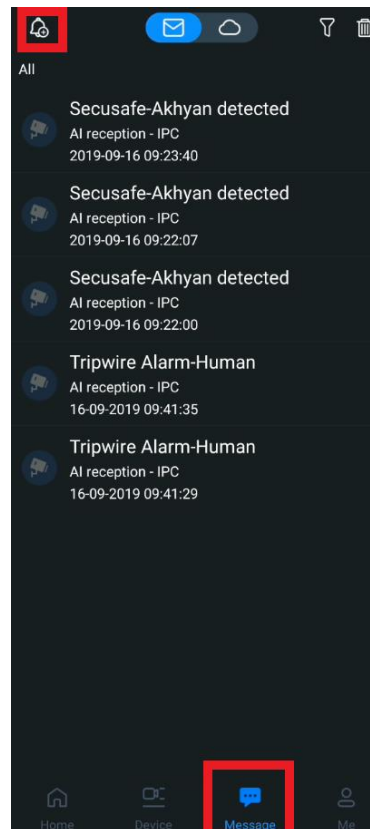 All
Secusafe-Akhyan detected
AI reception - IPC
2019-09-16 09:23:40
Secusafe-Akhyan detected
AI reception - IPC
2019-09-16 09:22:07
Secusafe-Akhyan detected
AI reception - IPC
2019-09-16 09:22:00
Tripwire Alarm-Human
AI reception - IPC
16-09-2019 09:41:35
Tripwire Alarm-Human
AI reception - IPC
16-09-2019 09:41:29
Home Device Message Me